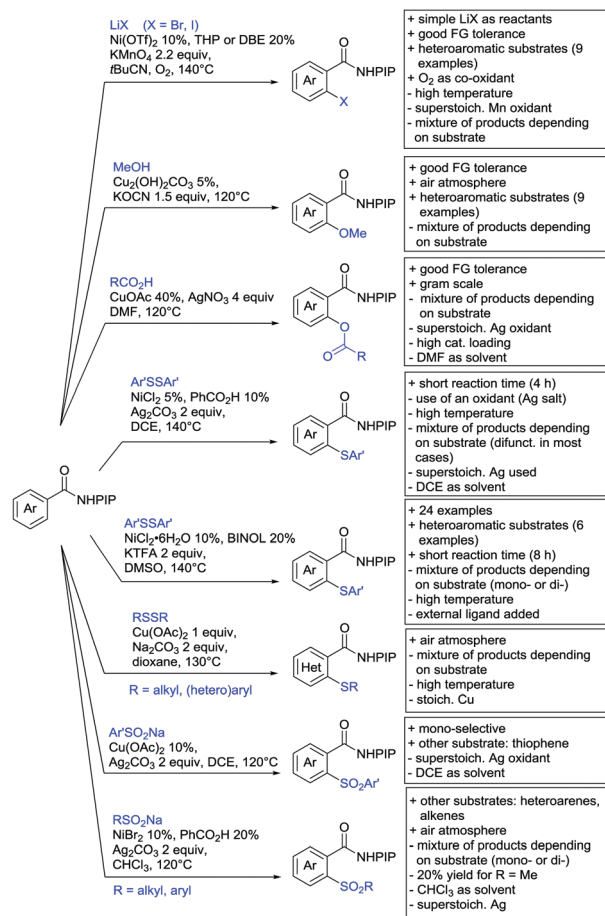 LiX (X = Br, I)
Ni(OTf)2 10%, THP or DBE 20%
KMnO4 2.2 equiv,
tBuCN, O2, 140°C
O
NHPIP
Ar
X
+ simple LiX as reactants
+ good FG tolerance
+ heteroaromatic substrates (9
examples)
+ O2 as co-oxidant
- high temperature
- superstoich. Mn oxidant
- mixture of products depending
on substrate
MeOH
Cu2(OH)2CO3 5%,
KOCN 1.5 equiv, 120°C
O
NHPIP
Ar
OMe
+ good FG tolerance
+ air atmosphere
+ heteroaromatic substrates (9
examples)
- mixture of products depending
on substrate
RCO2H
CuOAc 40%, AgNO3 4 equiv
DMF, 120°C
O
NHPIP
Ar
O
O
R
+ good FG tolerance
+ gram scale
- mixture of products depending
on substrate
- superstoich. Ag oxidant
- high cat. loading
- DMF as solvent
Ar'SSAr'
NiCl2 5%, PhCO2H 10%
Ag2CO3 2 equiv,
DCE, 140°C
O
NHPIP
Ar
SAr'
+ short reaction time (4 h)
- use of an oxidant (Ag salt)
- high temperature
- mixture of products depending
on substrate (difunct. in most
cases)
- superstoich. Ag used
- DCE as solvent
O
NHPIP
Ar
Ar'SSAr'
NiCl2•6H2O 10%, BINOL 20%
KTFA 2 equiv,
DMSO, 140°C
O
NHPIP
Ar
SAr'
+ 24 examples
+ heteroaromatic substrates (6
examples)
+ short reaction time (8 h)
- mixture of products depending
on substrate (mono- or di-)
- high temperature
- external ligand added
RSSR
Cu(OAc)2 1 equiv,
Na2CO3 2 equiv,
dioxane, 130°C
R = alkyl, (hetero)aryl
O
NHPIP
Het
SR
+ air atmosphere
- mixture of products depending
on substrate
- high temperature
- stoich. Cu
Ar'SO2Na
Cu(OAc)2 10%,
Ag2CO3 2 equiv, DCE, 120°C
O
NHPIP
Ar
SO2Ar'
+ mono-selective
+ other substrate: thiophene
- superstoich. Ag oxidant
- DCE as solvent
RSO2Na
NiBr2 10%, PhCO2H 20%
Ag2CO3 2 equiv,
CHCl3, 120°C
R = alkyl, aryl
O
NHPIP
Ar
SO2R
+ other substrates: heteroarenes,
alkenes
+ air atmosphere
- mixture of products depending
on substrate (mono- or di-)
- 20% yield for R = Me
- CHCl3 as solvent
- superstoich. Ag